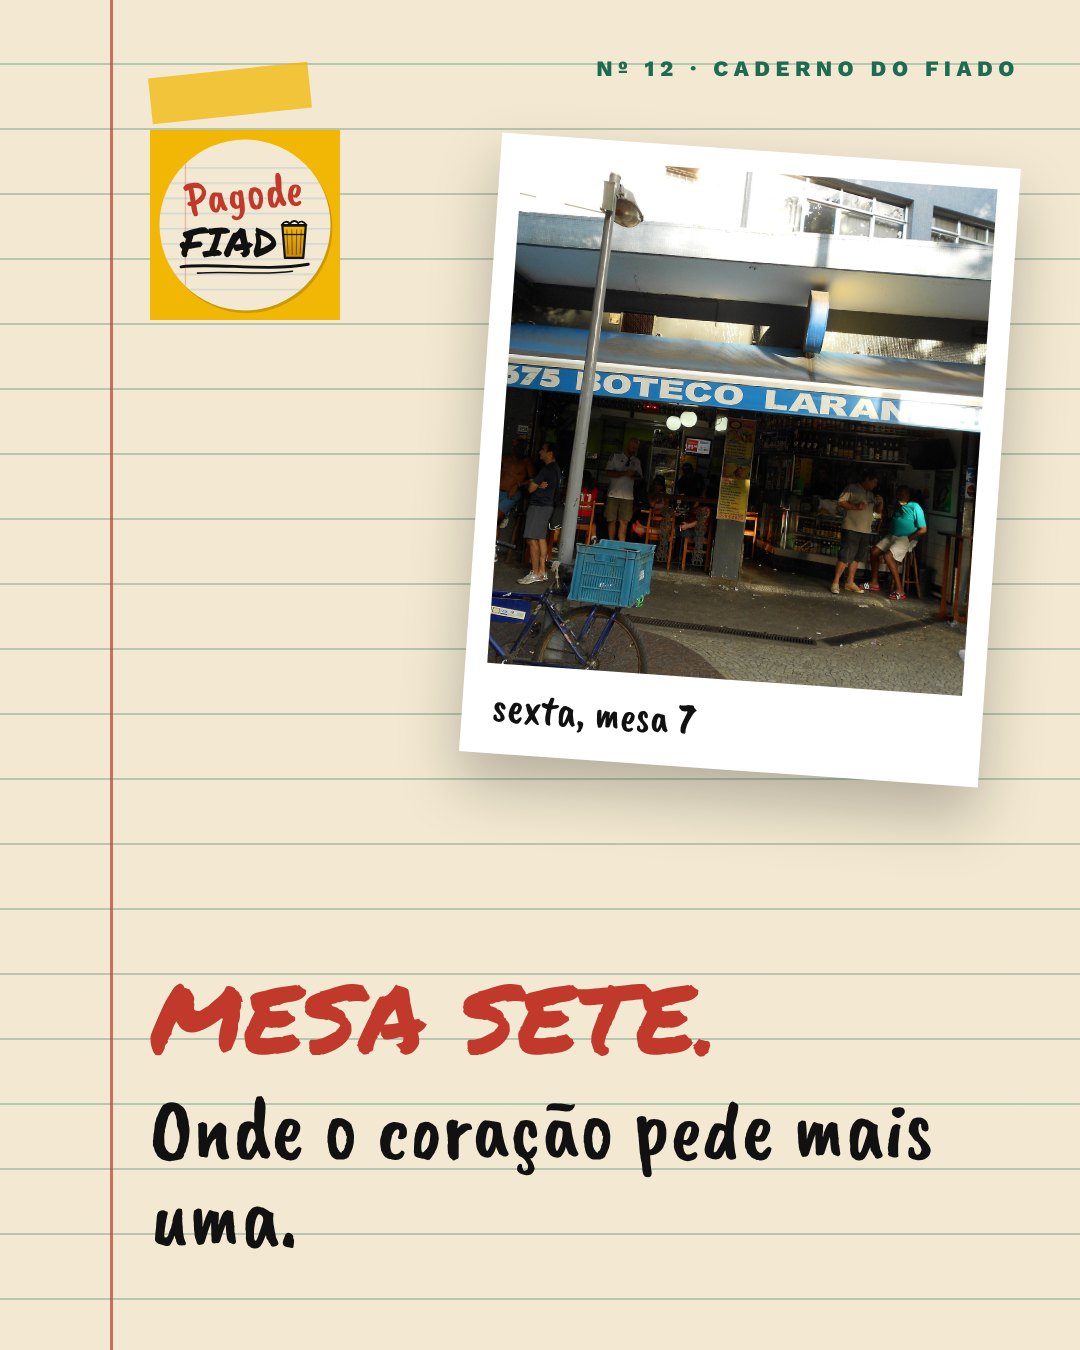 Nº 12 · CADERNO DO FIADO
Pagode
FIAD
675 BOTECO LARAN
sexta, mesa 7
MESA SETE.
Onde o coração pede mais
uma.